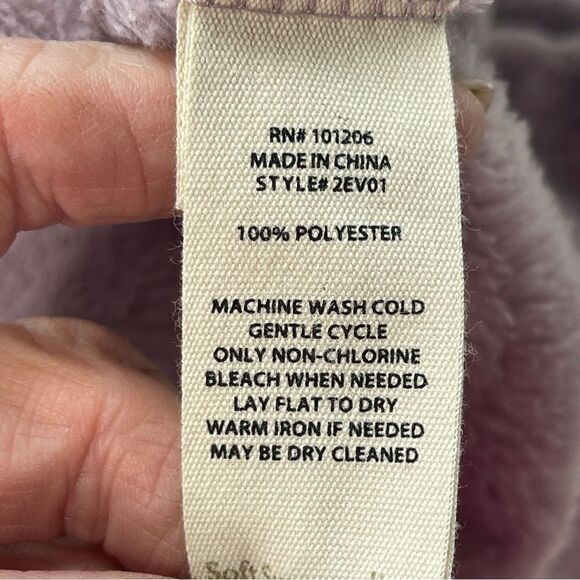 RN# 101206
MADE IN CHINA
STYLE# 2EV01
100% POLYESTER
MACHINE WASH COLD
GENTLE CYCLE
ONLY NON-CHLORINE
BLEACH WHEN NEEDED
LAY FLAT TO DRY
WARM IRON IF NEEDED
MAY BE DRY CLEANED
Soft